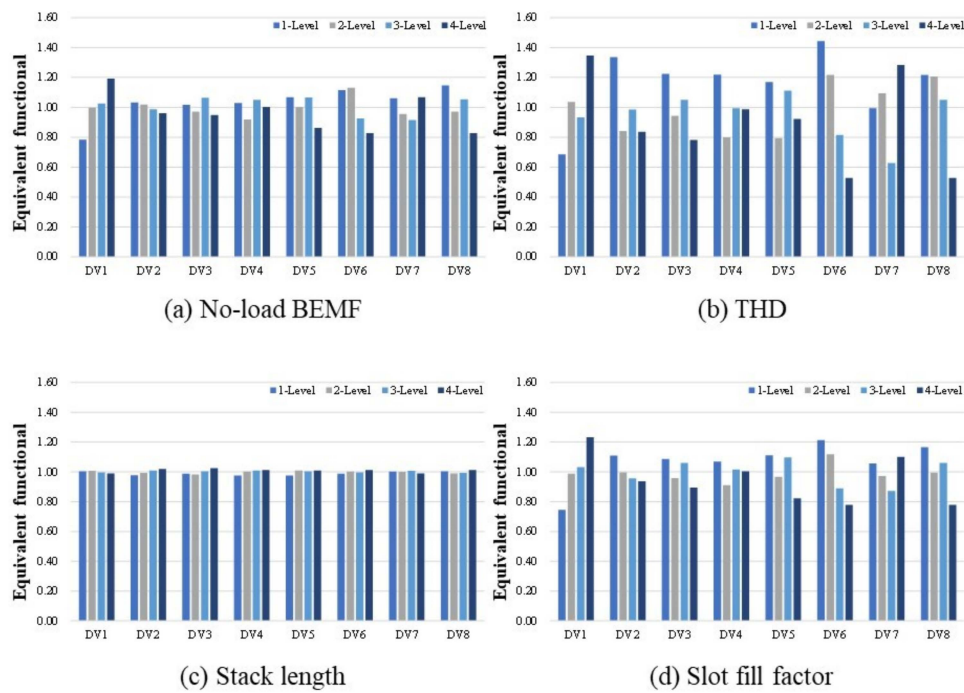 1.60
1-Level 2-Level 3-Level 4-Level
1.40
1.20
1.00
0.80
0.60
0.40
0.20
0.00
Equivalent functional
DV1 DV2 DV3 DV4 DV5 DV6 DV7 DV8
(a) No-load BEMF
1.60
1-Level 2-Level 3-Level 4-Level
1.40
1.20
1.00
0.80
0.60
0.40
0.20
0.00
Equivalent functional
DV1 DV2 DV3 DV4 DV5 DV6 DV7 DV8
(b) THD
1.60
1-Level 2-Level 3-Level 4-Level
1.40
1.20
1.00
0.80
0.60
0.40
0.20
0.00
Equivalent functional
DV1 DV2 DV3 DV4 DV5 DV6 DV7 DV8
(c) Stack length
1.60
1-Level 2-Level 3-Level 4-Level
1.40
1.20
1.00
0.80
0.60
0.40
0.20
0.00
Equivalent functional
DV1 DV2 DV3 DV4 DV5 DV6 DV7 DV8
(d) Slot fill factor